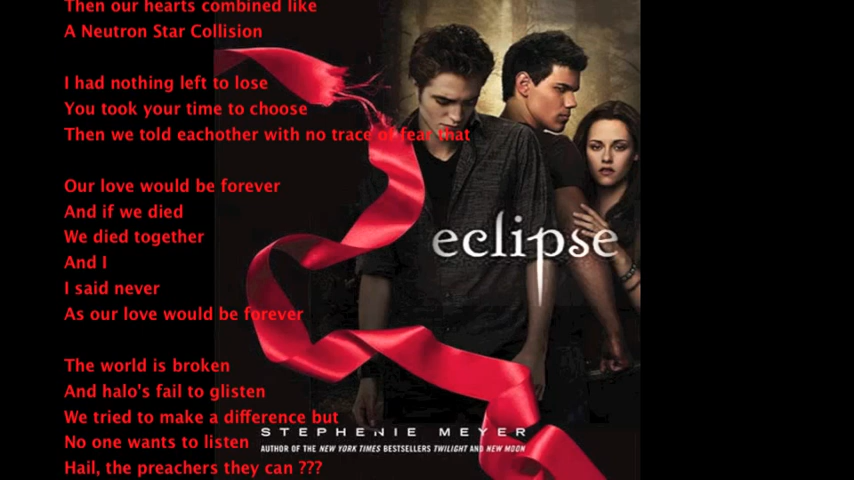 Then our hearts combined like
A Neutron Star Collision
I had nothing left to lose
You took your time to choose
Then we told eachother with no trace of fear that
Our love would be forever
And if we died
We died together
And I
I said never
As our love would be forever
The world is broken
And halo's fail to glisten
We tried to make a difference but
No one wants to listen
Hail, the preachers they can ???
eclipse
STEPHENIE MEYER
AUTHOR OF THE NEW YORK TIMES BESTSELLERS TWILIGHT AND NEW MOON